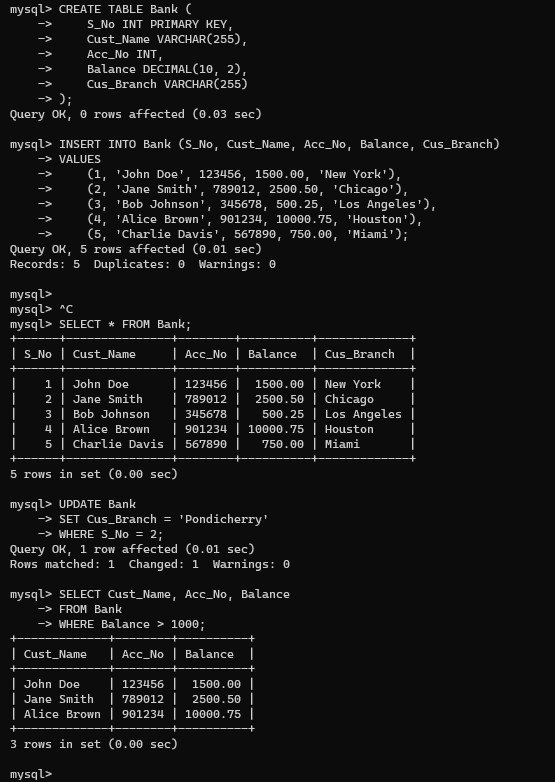 mysql> CREATE TABLE Bank (
    ->     S_No INT PRIMARY KEY,
    ->     Cust_Name VARCHAR(255),
    ->     Acc_No INT,
    ->     Balance DECIMAL(10, 2),
    ->     Cus_Branch VARCHAR(255)
    -> );
Query OK, 0 rows affected (0.03 sec)

mysql> INSERT INTO Bank (S_No, Cust_Name, Acc_No, Balance, Cus_Branch)
    -> VALUES
    ->     (1, 'John Doe', 123456, 1500.00, 'New York'),
    ->     (2, 'Jane Smith', 789012, 2500.50, 'Chicago'),
    ->     (3, 'Bob Johnson', 345678, 500.25, 'Los Angeles'),
    ->     (4, 'Alice Brown', 901234, 10000.75, 'Houston'),
    ->     (5, 'Charlie Davis', 567890, 750.00, 'Miami');
Query OK, 5 rows affected (0.01 sec)
Records: 5  Duplicates: 0  Warnings: 0

mysql>
mysql> ^C
mysql> SELECT * FROM Bank;
+------+---------------+--------+----------+-------------+
| S_No | Cust_Name     | Acc_No | Balance  | Cus_Branch  |
+------+---------------+--------+----------+-------------+
|    1 | John Doe      | 123456 |  1500.00 | New York    |
|    2 | Jane Smith    | 789012 |  2500.50 | Chicago     |
|    3 | Bob Johnson   | 345678 |   500.25 | Los Angeles |
|    4 | Alice Brown   | 901234 | 10000.75 | Houston     |
|    5 | Charlie Davis | 567890 |   750.00 | Miami       |
+------+---------------+--------+----------+-------------+
5 rows in set (0.00 sec)

mysql> UPDATE Bank
    -> SET Cus_Branch = 'Pondicherry'
    -> WHERE S_No = 2;
Query OK, 1 row affected (0.01 sec)
Rows matched: 1  Changed: 1  Warnings: 0

mysql> SELECT Cust_Name, Acc_No, Balance
    -> FROM Bank
    -> WHERE Balance > 1000;
+-------------+--------+----------+
| Cust_Name   | Acc_No | Balance  |
+-------------+--------+----------+
| John Doe    | 123456 |  1500.00 |
| Jane Smith  | 789012 |  2500.50 |
| Alice Brown | 901234 | 10000.75 |
+-------------+--------+----------+
3 rows in set (0.00 sec)

mysql>